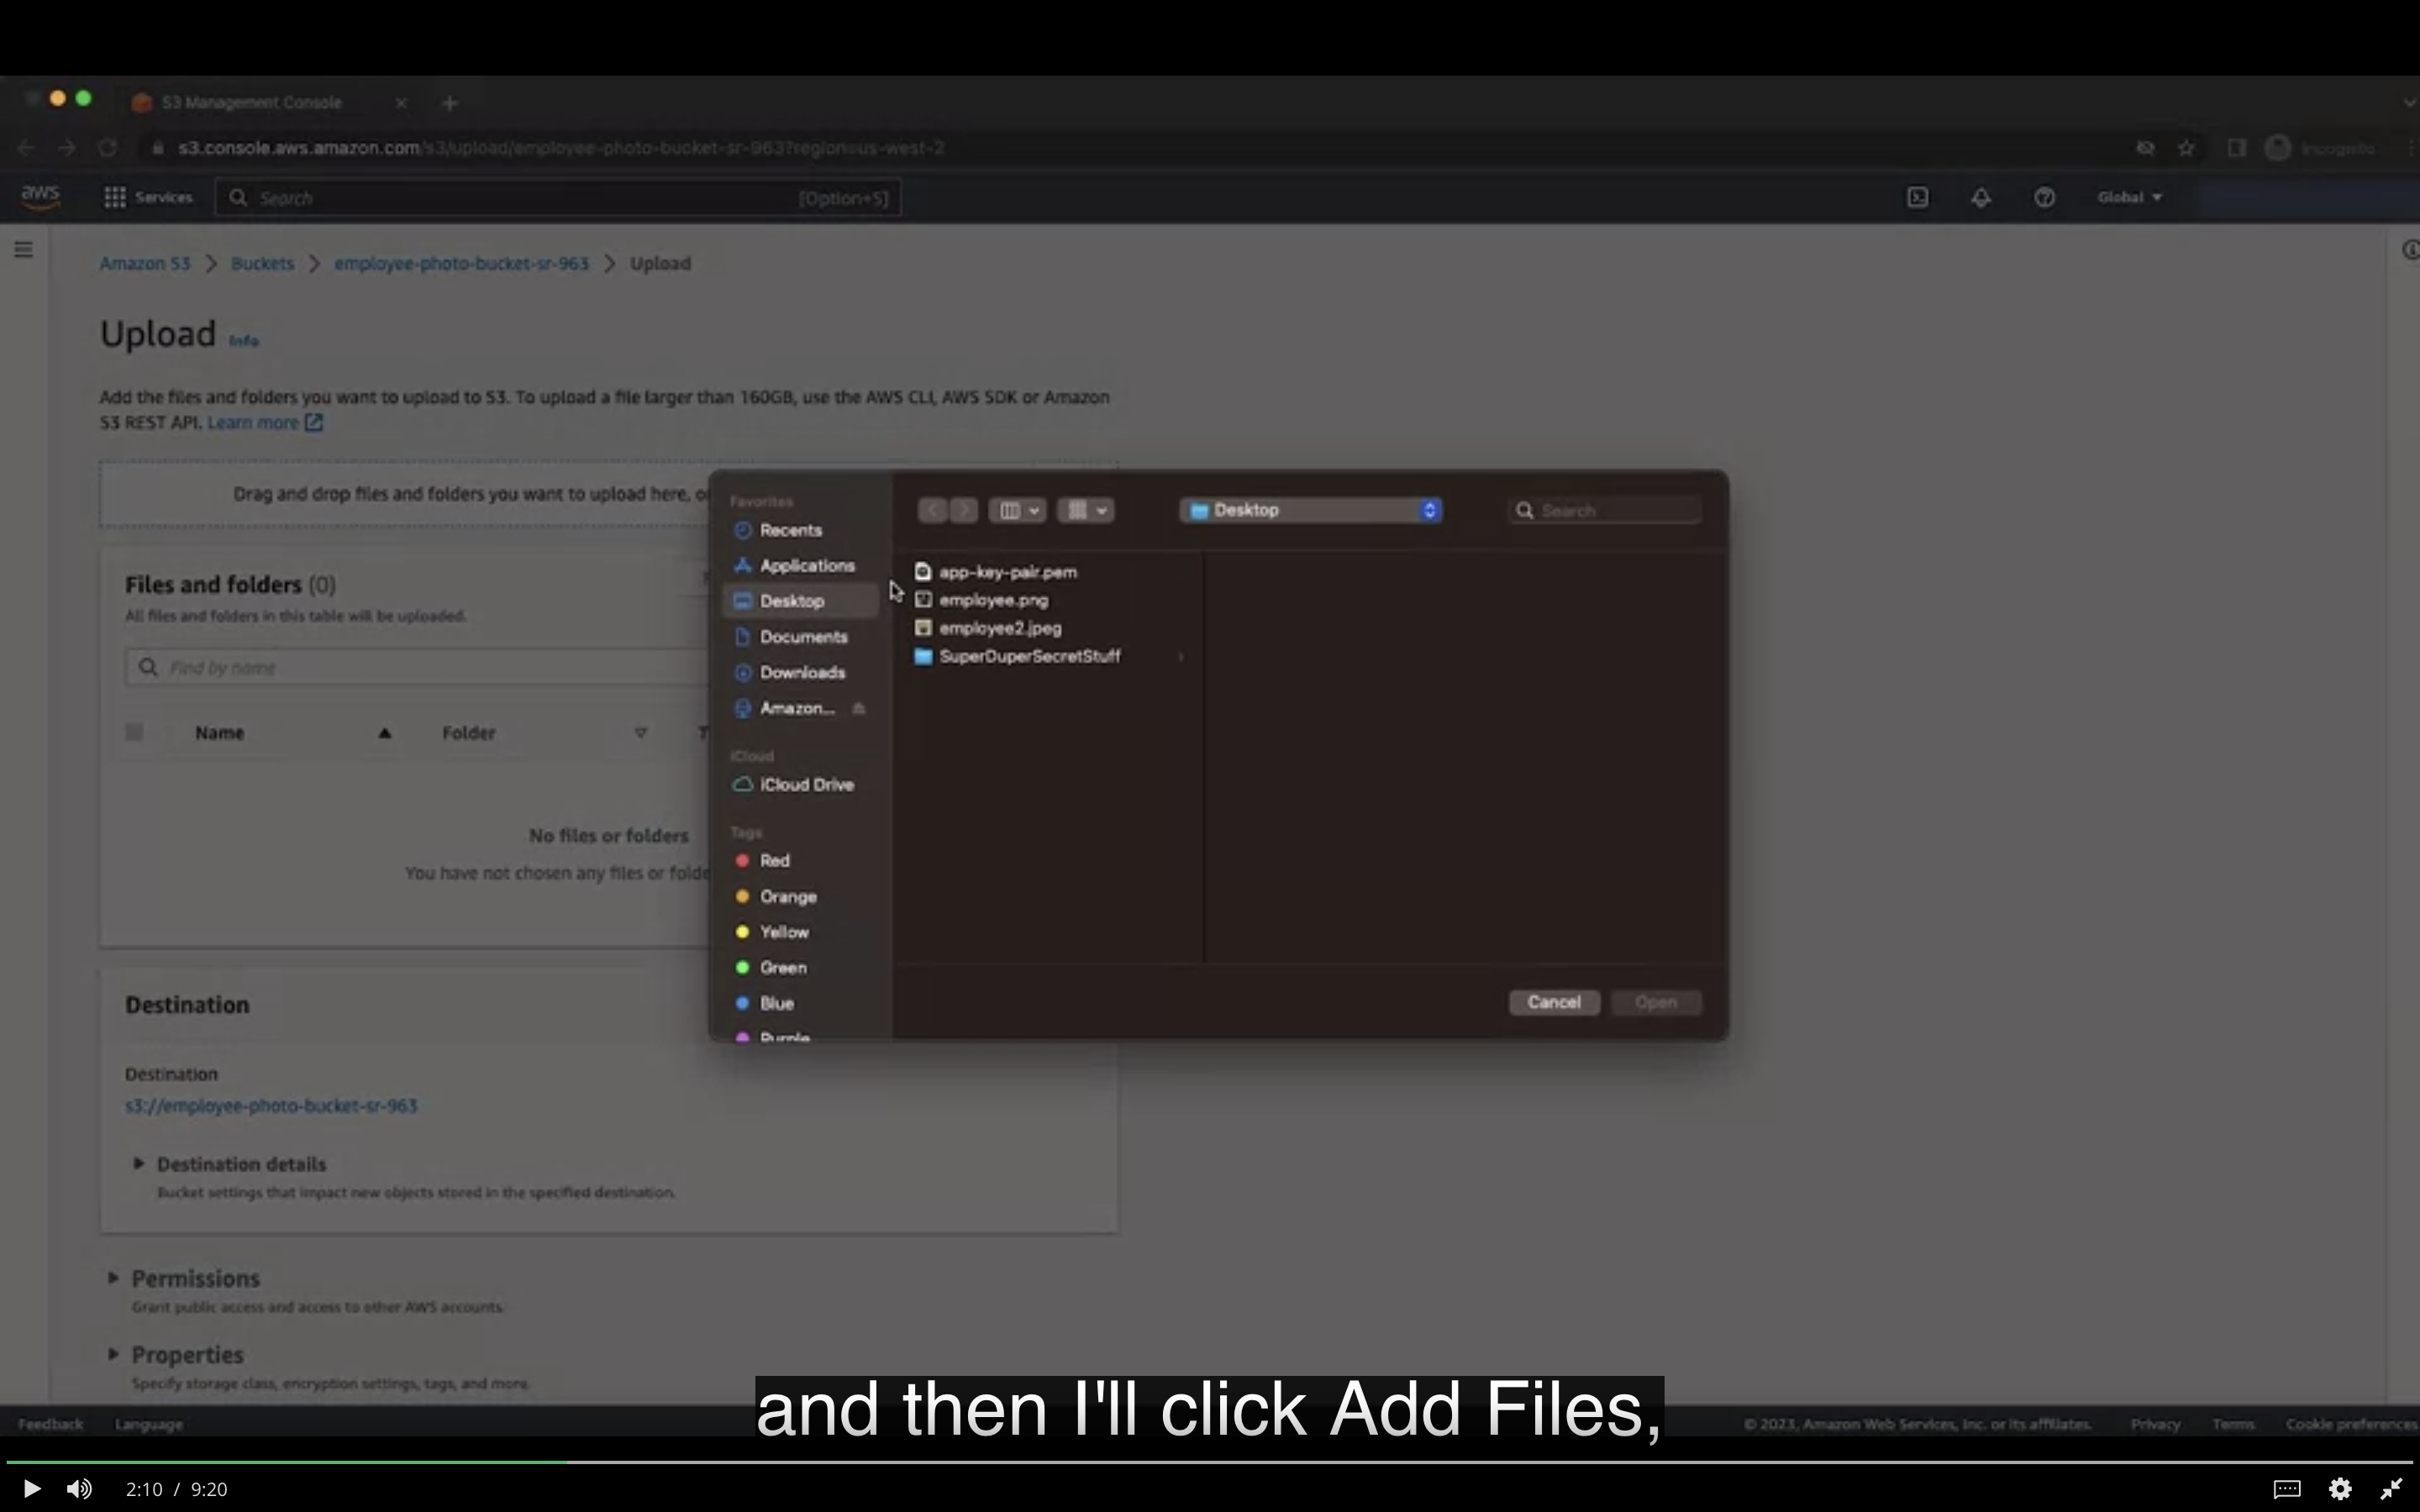 S3 Management Console
s3.console.aws.amazon.com/s3/upload/employee-photo-bucket-sr-963?region=us-west-2
Incognito
aws
Services
Search
[Option+S]
Global
Amazon S3 > Buckets > employee-photo-bucket-sr-963 > Upload
Upload Info
Add the files and folders you want to upload to S3. To upload a file larger than 160GB, use the AWS CLI, AWS SDK or Amazon
S3 REST API. Learn more
Drag and drop files and folders you want to upload here, o
Files and folders (0)
All files and folders in this table will be uploaded.
Find by name
Name
Folder
T
No files or folders
You have not chosen any files or folde
Destination
Destination
s3://employee-photo-bucket-sr-963
Destination details
Bucket settings that impact new objects stored in the specified destination.
Permissions
Grant public access and access to other AWS accounts.
Properties
Specify storage class, encryption settings, tags, and more.
Favorites
Recents
Applications
Desktop
Documents
Downloads
Amazon...
iCloud
iCloud Drive
Tags
Red
Orange
Yellow
Green
Blue
Purple
Desktop
Search
app-key-pair.pem
employee.png
employee2.jpeg
SuperDuperSecretStuff
Cancel
Open
and then I'll click Add Files,
Feedback
Language
© 2023, Amazon Web Services, Inc. or its affiliates.
Privacy
Terms
Cookie preferences
2:10 / 9:20